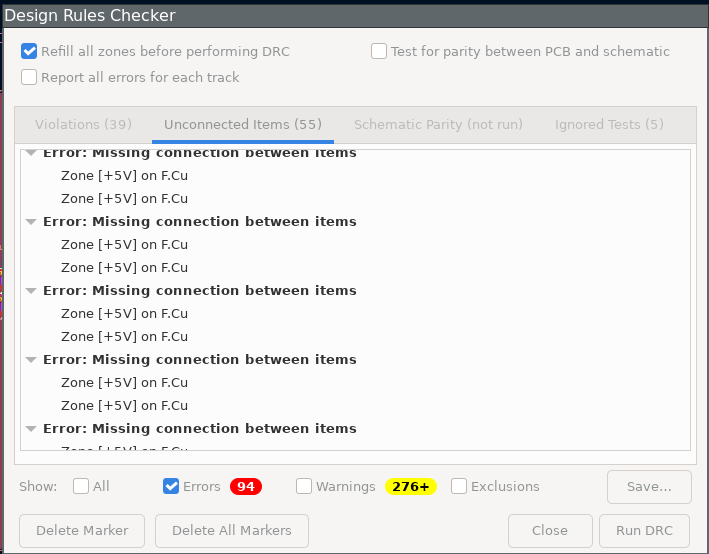 Design Rules Checker
Refill all zones before performing DRC
Test for parity between PCB and schematic
Report all errors for each track
Violations (39)
Unconnected Items (55)
Schematic Parity (not run)
Ignored Tests (5)
Error: Missing connection between items
Zone [+5V] on F.Cu
Zone [+5V] on F.Cu
Error: Missing connection between items
Zone [+5V] on F.Cu
Zone [+5V] on F.Cu
Error: Missing connection between items
Zone [+5V] on F.Cu
Zone [+5V] on F.Cu
Error: Missing connection between items
Zone [+5V] on F.Cu
Zone [+5V] on F.Cu
Error: Missing connection between items
Zone [+5V] on F.Cu
Show:
All
Errors
94
Warnings
276+
Exclusions
Save...
Delete Marker
Delete All Markers
Close
Run DRC